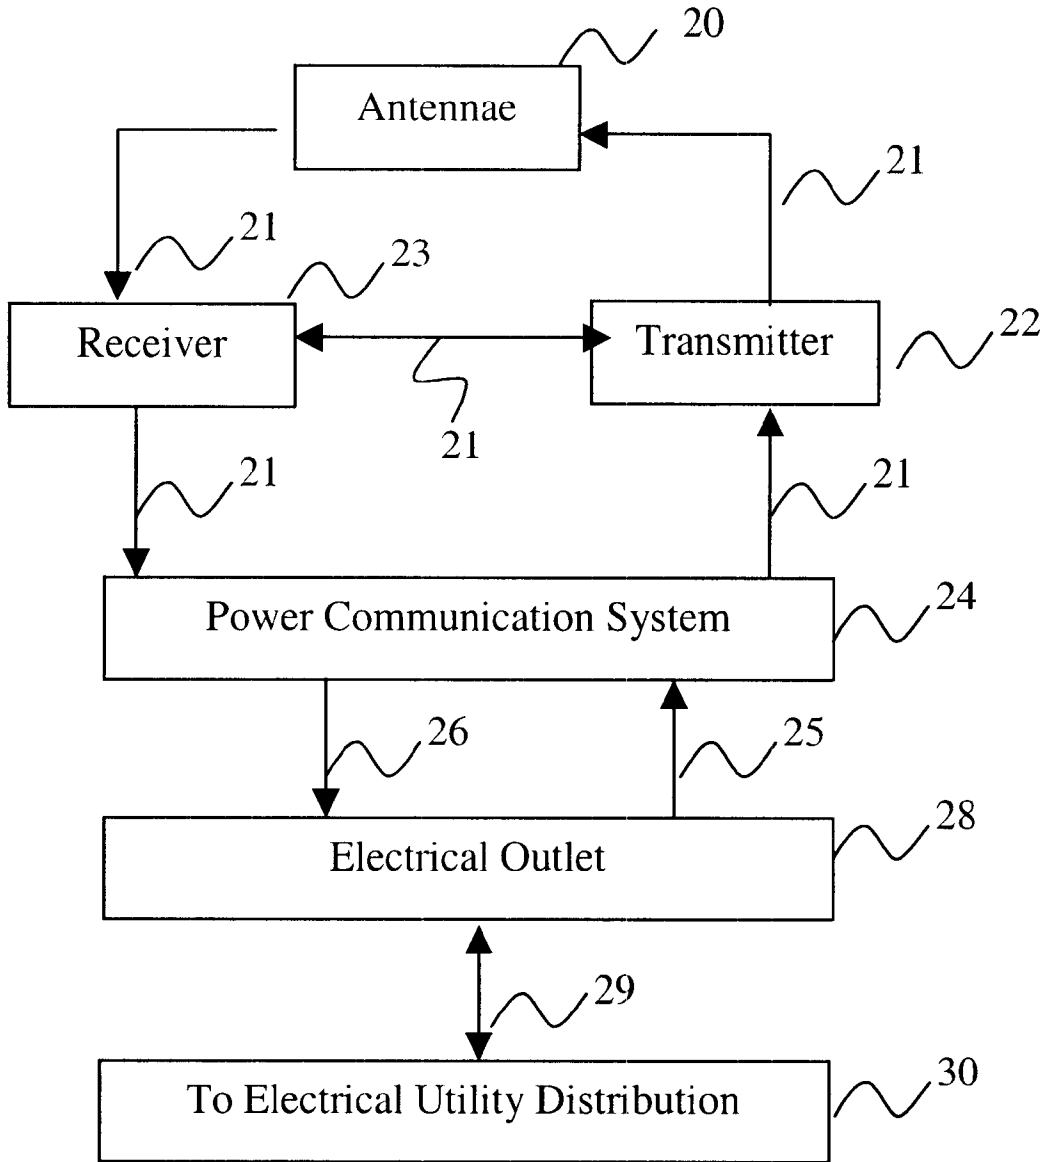 20
Antennae
21
21
23
Receiver
Transmitter
22
21
21
21
Power Communication System
24
26
25
28
Electrical Outlet
29
To Electrical Utility Distribution
30